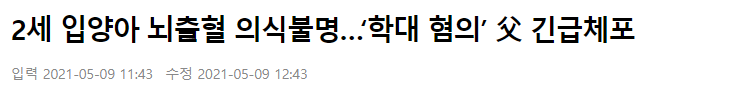 2세 입양아 뇌출혈 의식불명…‘학대 혐의’ 父 긴급체포
입력 2021-05-09 11:43 수정 2021-05-09 12:43